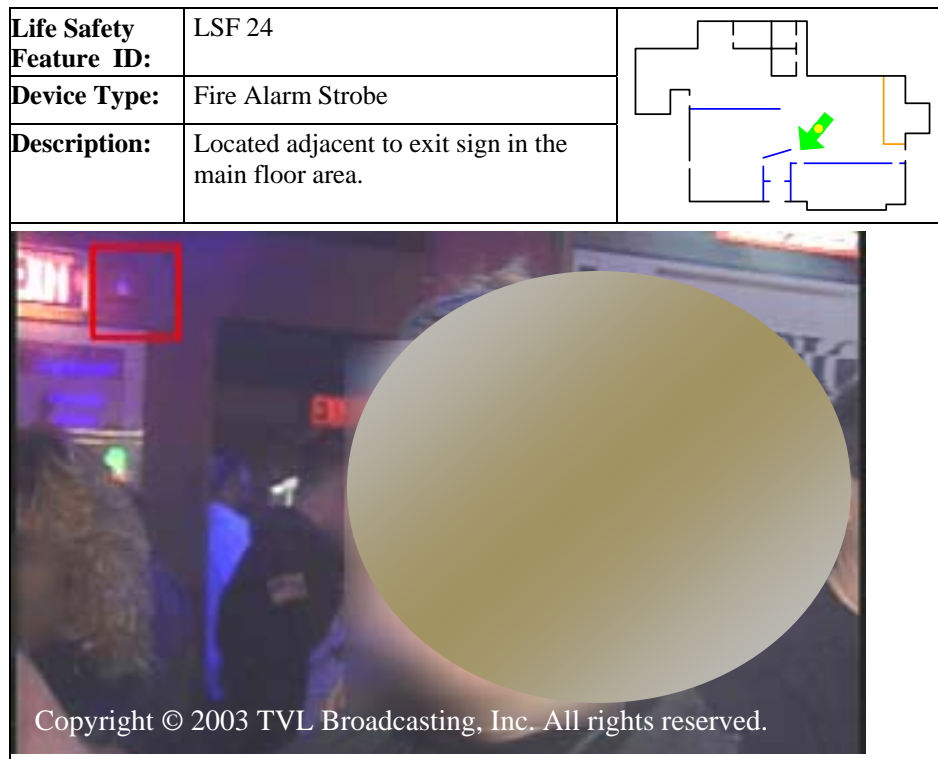 Life Safety
Feature ID:
LSF 24
Device Type:
Fire Alarm Strobe
Description:
Located adjacent to exit sign in the
main floor area.
EXIT
Copyright © 2003 TVL Broadcasting, Inc. All rights reserved.